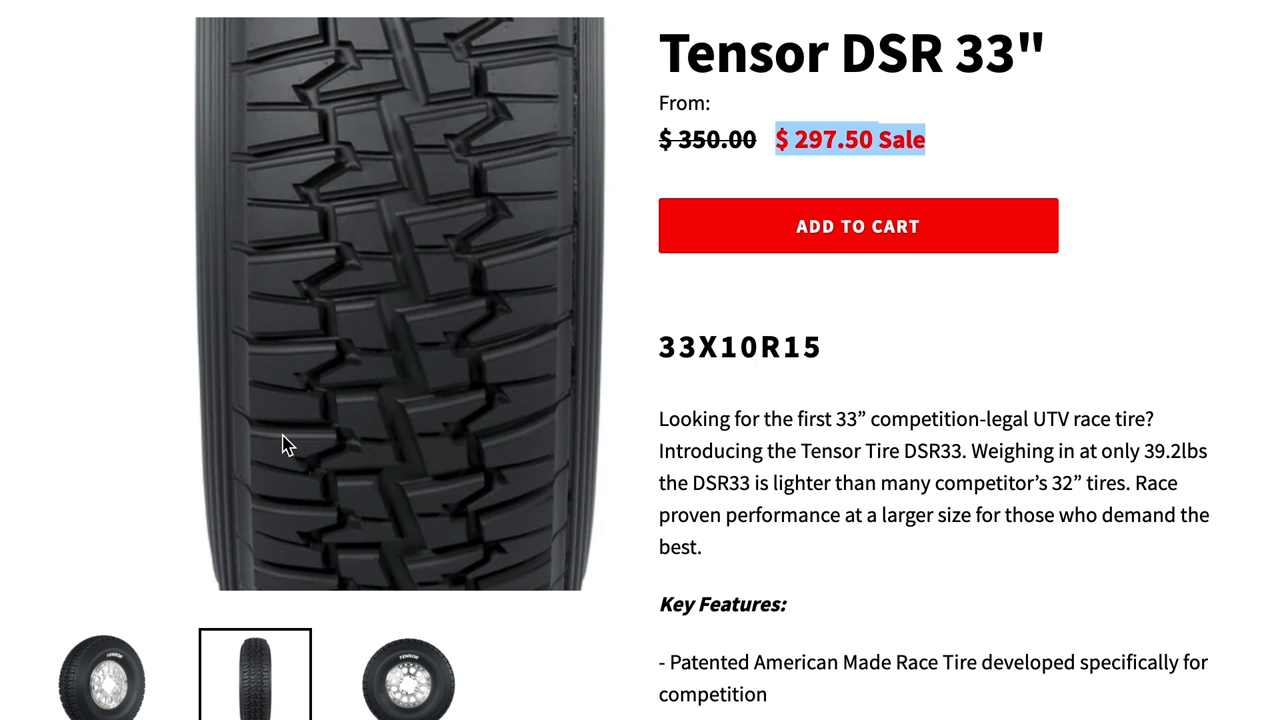 Tensor DSR 33"
From:
$ 350.00 $ 297.50 Sale
ADD TO CART
33X10R15
Looking for the first 33” competition-legal UTV race tire?
Introducing the Tensor Tire DSR33. Weighing in at only 39.2lbs
the DSR33 is lighter than many competitor’s 32” tires. Race
proven performance at a larger size for those who demand the
best.
Key Features:
- Patented American Made Race Tire developed specifically for
competition
TENSOR
TENSOR